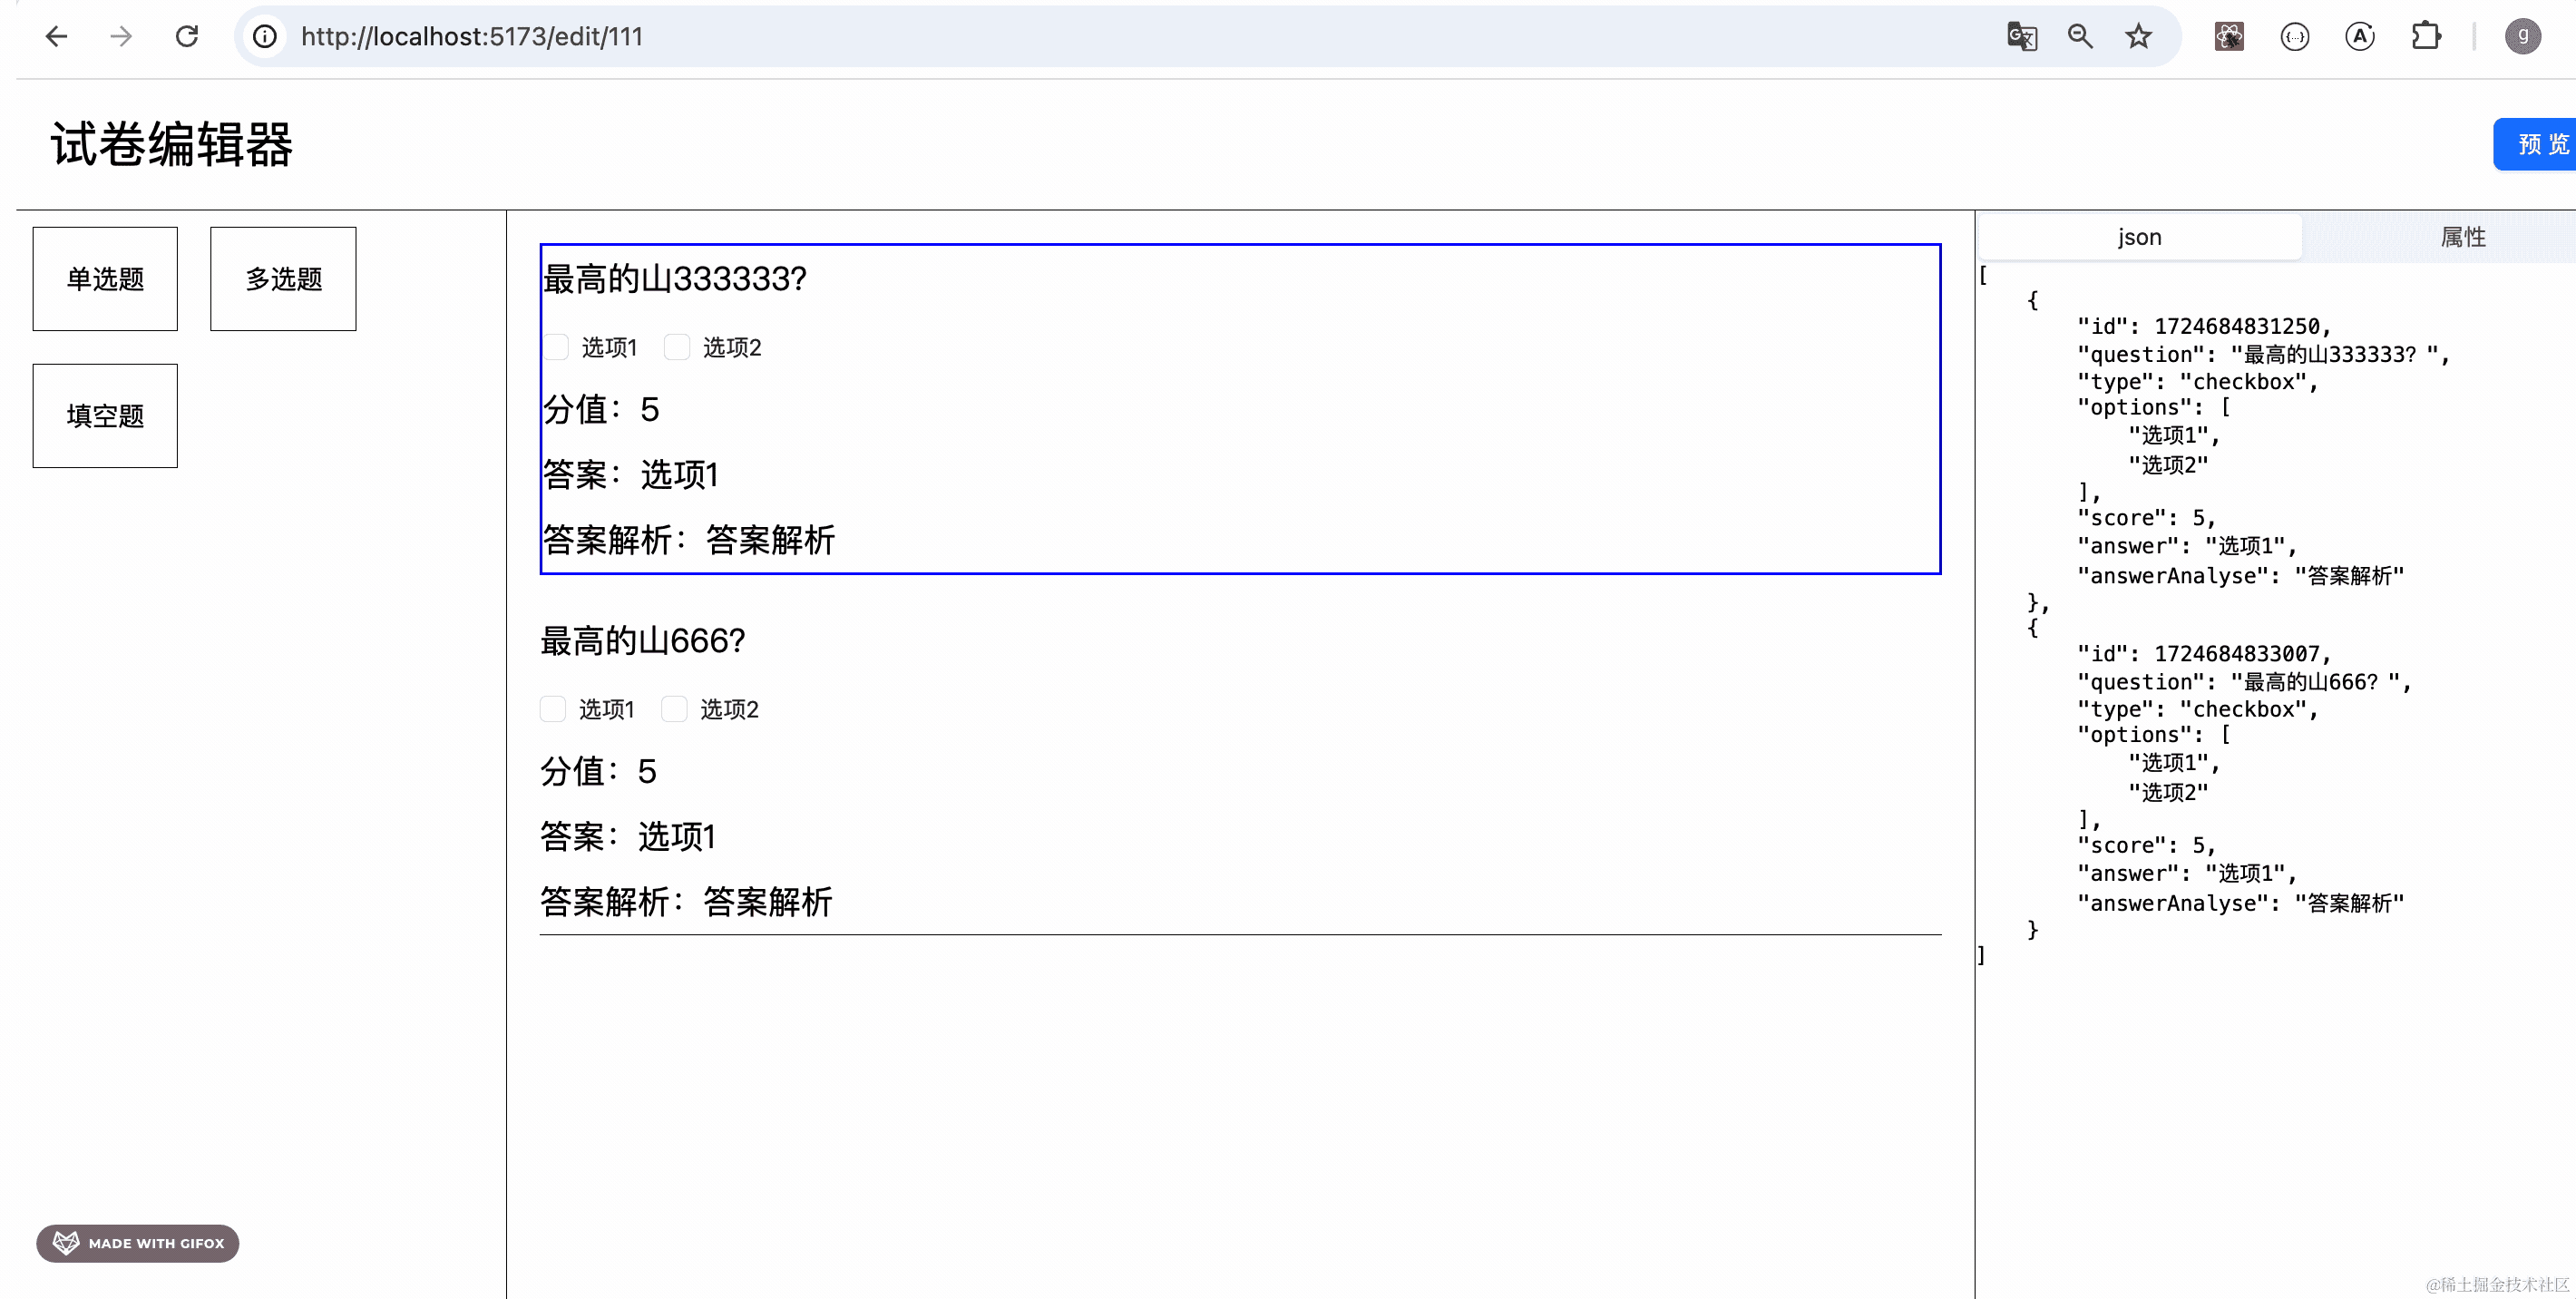 http://localhost:5173/edit/111
g
试卷编辑器
预 览
单选题
多选题
填空题
最高的山333333?
选项1
选项2
分值：5
答案：选项1
答案解析：答案解析
最高的山666?
选项1
选项2
分值：5
答案：选项1
答案解析：答案解析
json
属性
[
    {
        "id": 1724684831250,
        "question": "最高的山333333? ",
        "type": "checkbox",
        "options": [
            "选项1",
            "选项2"
        ],
        "score": 5,
        "answer": "选项1",
        "answerAnalyse": "答案解析"
    },
    {
        "id": 1724684833007,
        "question": "最高的山666? ",
        "type": "checkbox",
        "options": [
            "选项1",
            "选项2"
        ],
        "score": 5,
        "answer": "选项1",
        "answerAnalyse": "答案解析"
    }
]
MADE WITH GIFOX
@稀土掘金技术社区